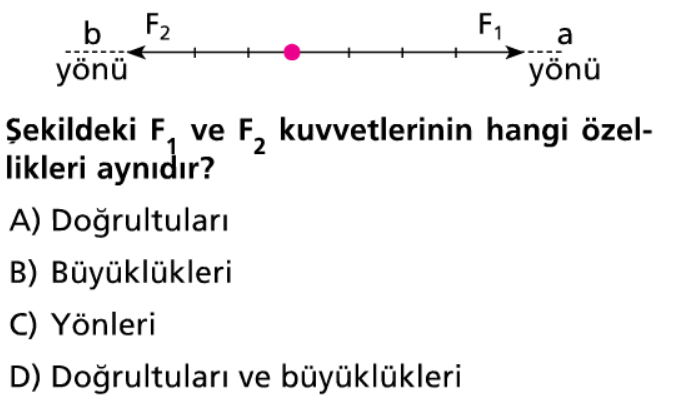 b F₂ F₁ a
yönü yönü
Şekildeki F₁ ve F₂ kuvvetlerinin hangi özel-
likleri aynıdır?
A) Doğrultuları
B) Büyüklükleri
C) Yönleri
D) Doğrultuları ve büyüklükleri